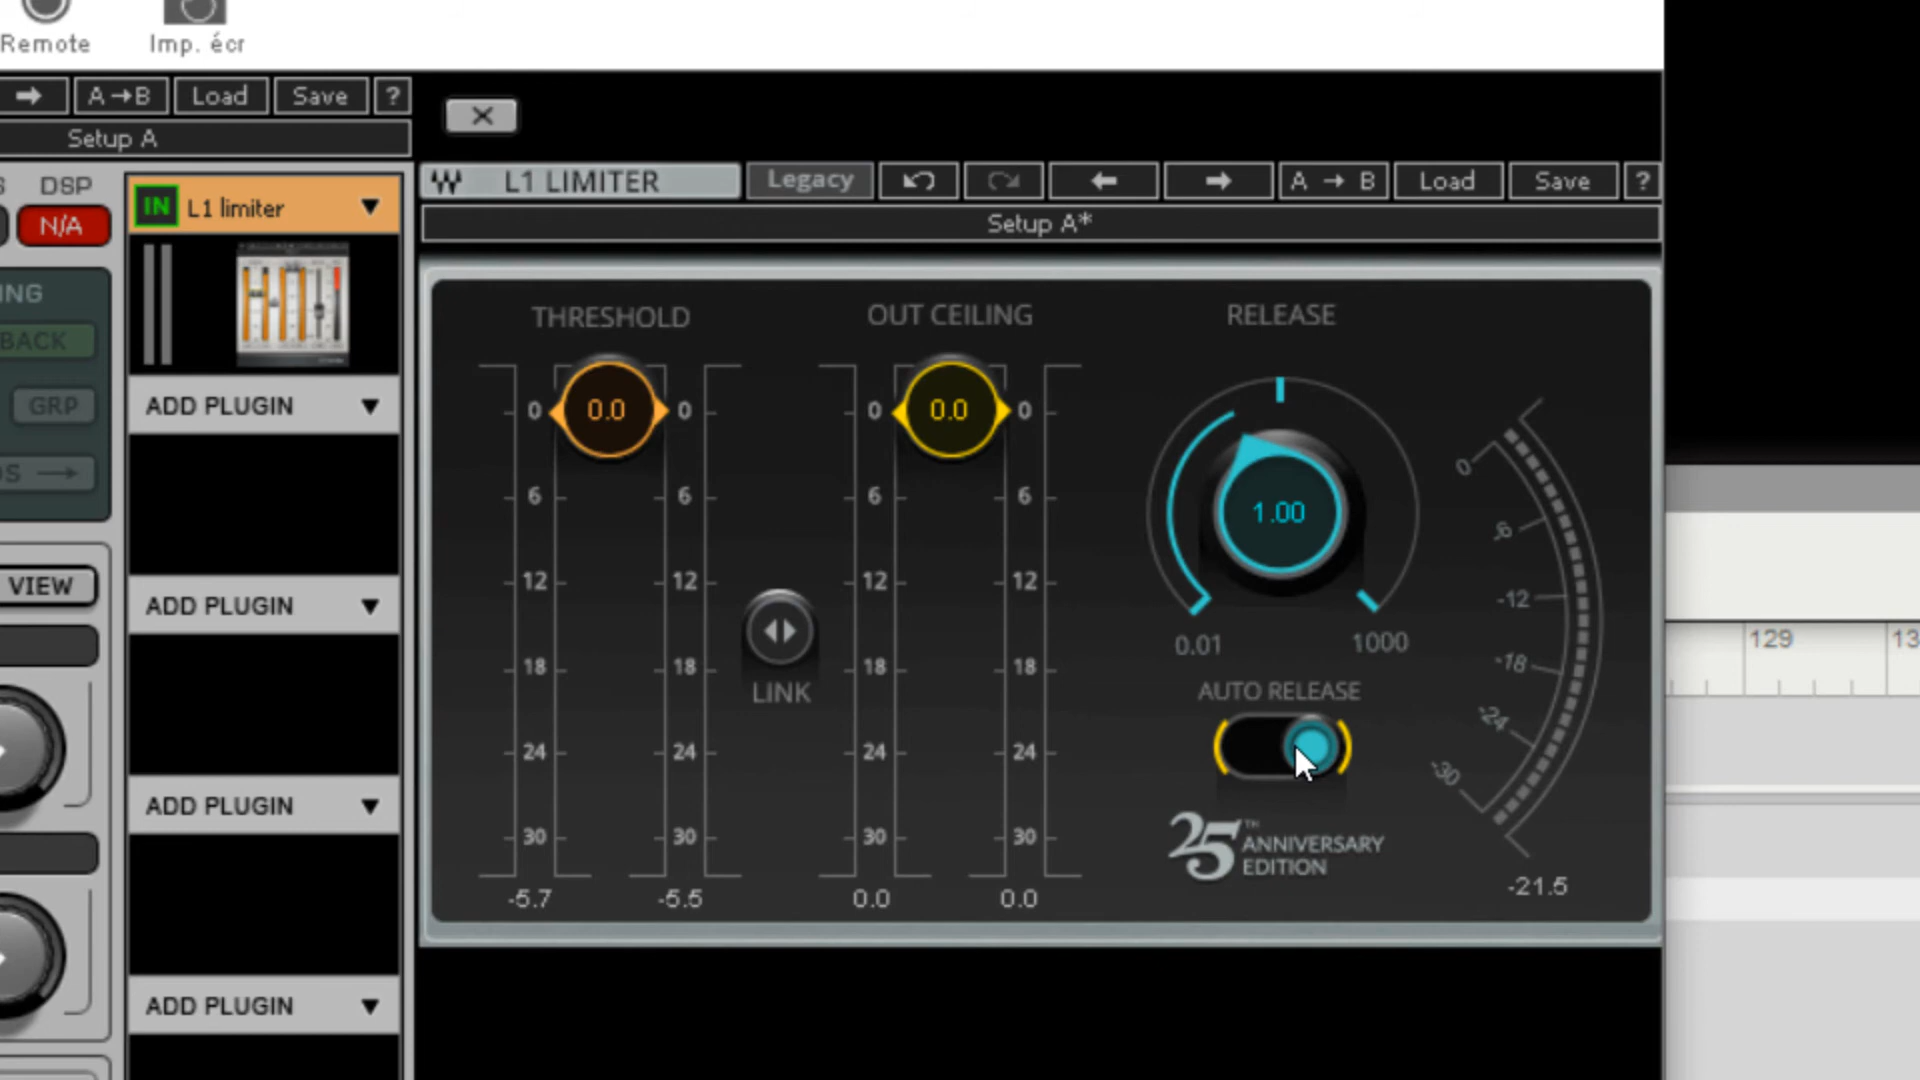 Remote
Imp. écr
A→B
Load
Save
?
Setup A
DSP
N/A
IN
L1 limiter
BACK
GRP
VIEW
ADD PLUGIN
ADD PLUGIN
ADD PLUGIN
ADD PLUGIN
L1 LIMITER
Legacy
A → B
Load
Save
?
Setup A*
THRESHOLD
0.0
0
0
6
6
12
12
18
18
24
24
30
30
-5.7
-5.5
LINK
OUT CEILING
0.0
0
0
6
6
12
12
18
18
24
24
30
30
0.0
0.0
RELEASE
1.00
0.01
1000
AUTO RELEASE
25TH ANNIVERSARY
EDITION
0
-6
-12
-18
-24
-30
-21.5
129